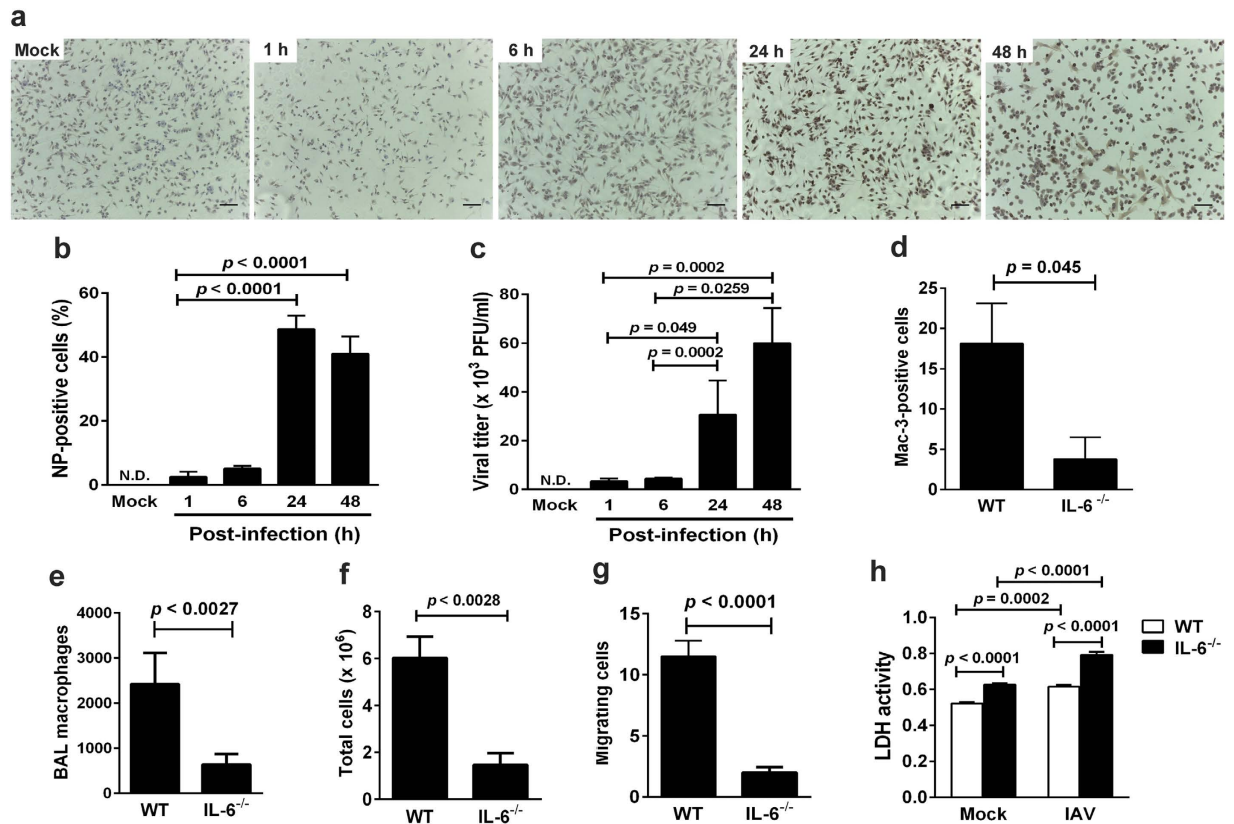 a
Mock
1 h
6 h
24 h
48 h
b
NP-positive cells (%)
60
40
20
0
p < 0.0001
p < 0.0001
N.D.
Mock
1
6
24
48
Post-infection (h)
c
Viral titer (x 10³ PFU/ml)
80
60
40
20
0
p = 0.0002
p = 0.0259
p = 0.049
p = 0.0002
N.D.
Mock
1
6
24
48
Post-infection (h)
d
Mac-3-positive cells
25
20
15
10
5
0
p = 0.045
WT
IL-6⁻/⁻
e
BAL macrophages
4000
3000
2000
1000
0
p < 0.0027
WT
IL-6⁻/⁻
f
Total cells (x 10⁶)
8
6
4
2
0
p < 0.0028
WT
IL-6⁻/⁻
g
Migrating cells
15
10
5
0
p < 0.0001
WT
IL-6⁻/⁻
h
LDH activity
1.0
0.8
0.6
0.4
0.2
0.0
p < 0.0001
p = 0.0002
p < 0.0001
p < 0.0001
WT
IL-6⁻/⁻
Mock
IAV